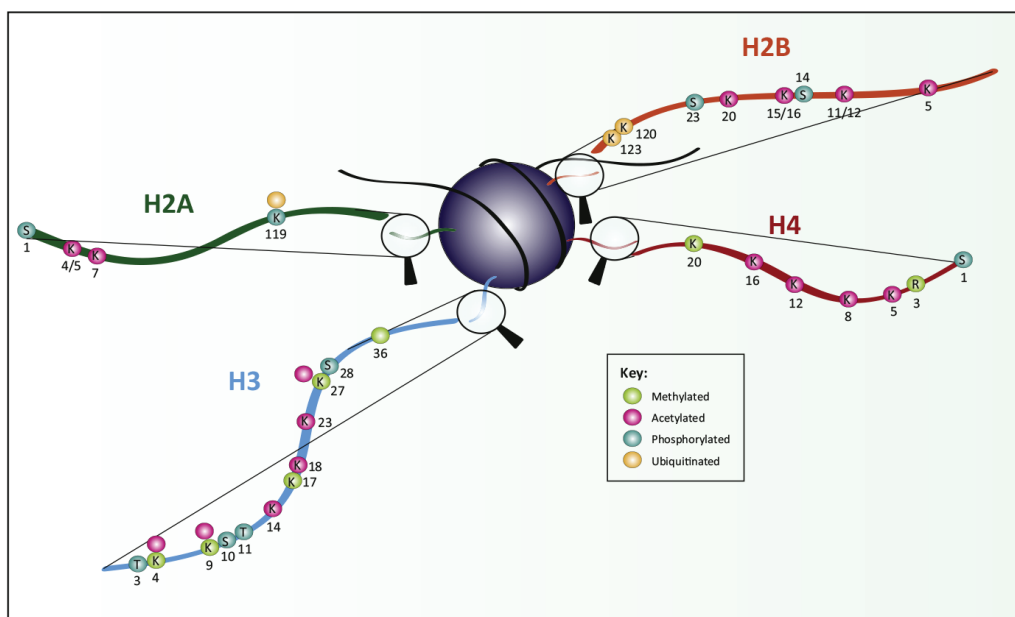 H2B
14
S K K S K K
23 20 15/16 11/12 5
K 120
K 123
H2A
K
119
S
1
K K
4/5 7
H4
K
20
K
16
K
12
K
8
K
5
R
3
S
1
36
H3
S
28
K
27
K
23
K
18
K
17
K
14
T
11
S
10
K
9
K
4
T
3
Key:
Methylated
Acetylated
Phosphorylated
Ubiquitinated